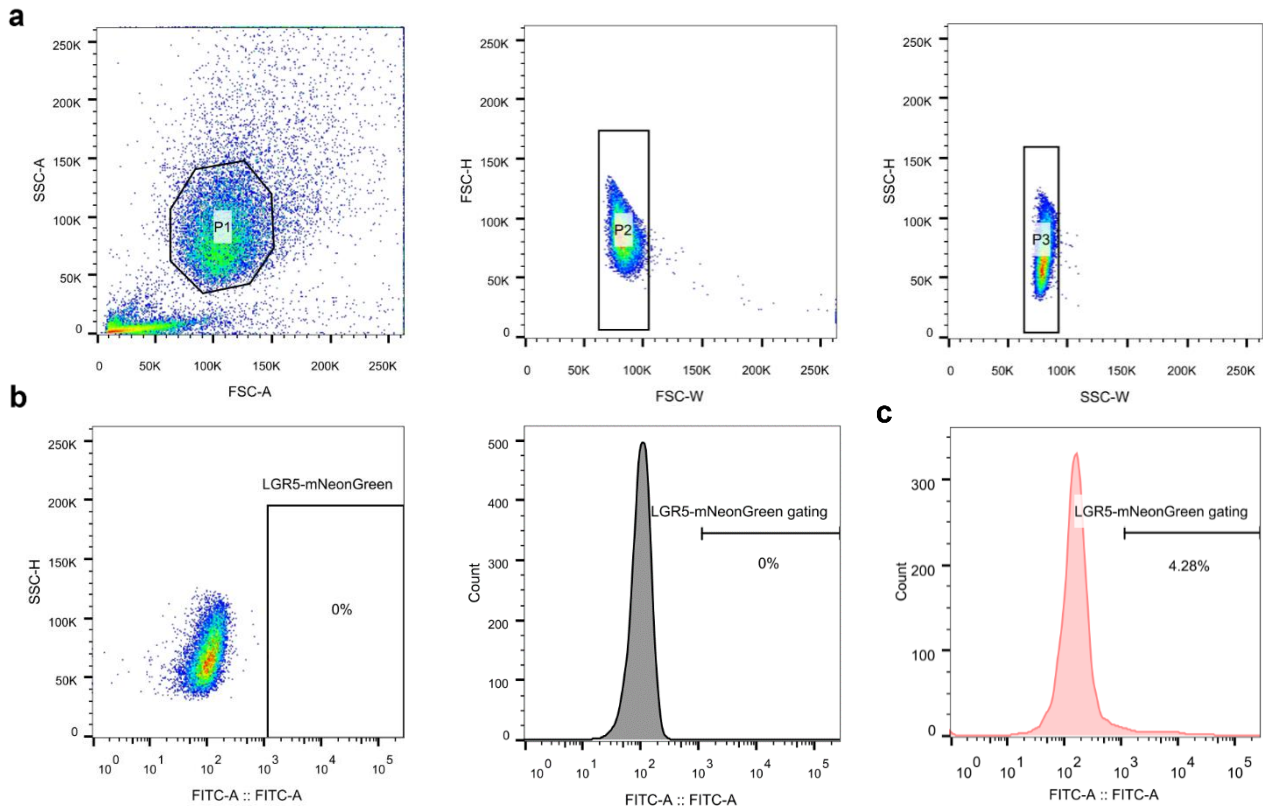 a
250K
200K
150K
100K
50K
0
SSC-A
P1
0
50K
100K
150K
200K
250K
FSC-A
250K
200K
150K
100K
50K
0
FSC-H
P2
0
50K
100K
150K
200K
250K
FSC-W
250K
200K
150K
100K
50K
0
SSC-H
P3
0
50K
100K
150K
200K
250K
SSC-W
b
250K
200K
150K
100K
50K
0
SSC-H
LGR5-mNeonGreen
0%
10^0
10^1
10^2
10^3
10^4
10^5
FITC-A :: FITC-A
500
400
300
200
100
0
Count
LGR5-mNeonGreen gating
0%
10^0
10^1
10^2
10^3
10^4
10^5
FITC-A :: FITC-A
c
300
200
100
0
Count
LGR5-mNeonGreen gating
4.28%
10^0
10^1
10^2
10^3
10^4
10^5
FITC-A :: FITC-A